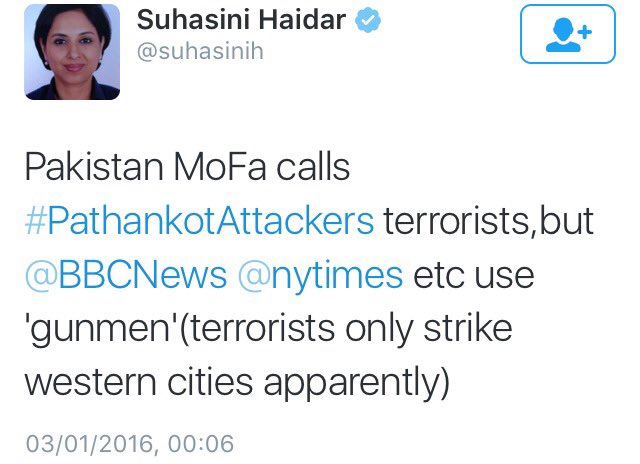 Suhasini Haidar
@suhasinih
Pakistan MoFa calls
#PathankotAttackers terrorists,but
@BBCNews @nytimes etc use
'gunmen'(terrorists only strike
western cities apparently)
03/01/2016, 00:06